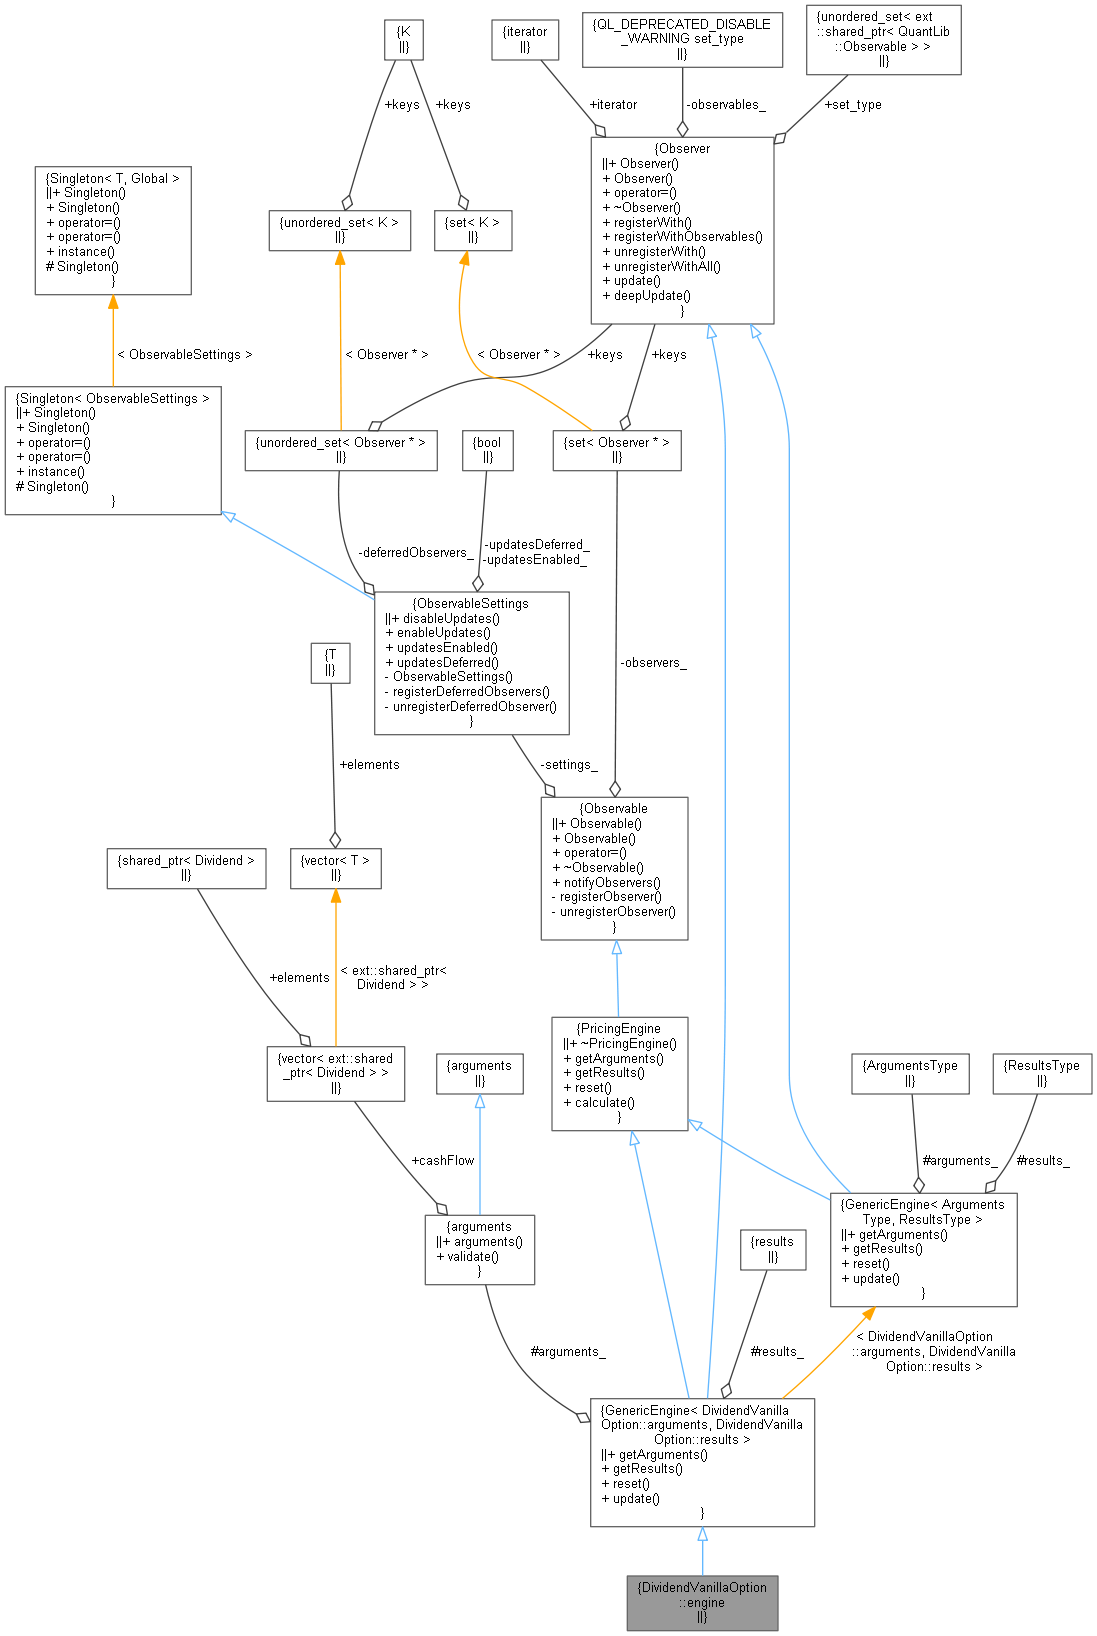 {K
||}
{iterator
||}
{QL_DEPRECATED_DISABLE
_WARNING set_type
||}
{unordered_set< ext
::shared_ptr< QuantLib
::Observable > >
||}
+keys
+keys
+iterator
-observables_
+set_type
{Singleton< T, Global >
||+ Singleton()
+ Singleton()
+ operator=()
+ operator=()
+ instance()
# Singleton()
}
{unordered_set< K >
||}
{set< K >
||}
{Observer
||+ Observer()
+ Observer()
+ operator=()
+ ~Observer()
+ registerWith()
+ registerWithObservables()
+ unregisterWith()
+ unregisterWithAll()
+ update()
+ deepUpdate()
}
< ObservableSettings >
< Observer * >
< Observer * >
+keys
+keys
{Singleton< ObservableSettings >
||+ Singleton()
+ Singleton()
+ operator=()
+ operator=()
+ instance()
# Singleton()
}
{unordered_set< Observer * >
||}
{bool
||}
{set< Observer * >
||}
-deferredObservers_
-updatesDeferred_
-updatesEnabled_
{ObservableSettings
||+ disableUpdates()
+ enableUpdates()
+ updatesEnabled()
+ updatesDeferred()
- ObservableSettings()
- registerDeferredObservers()
- unregisterDeferredObserver()
}
{T
||}
-observers_
+elements
-settings_
{Observable
||+ Observable()
+ Observable()
+ operator=()
+ ~Observable()
+ notifyObservers()
- registerObserver()
- unregisterObserver()
}
{shared_ptr< Dividend >
||}
{vector< T >
||}
+elements
< ext::shared_ptr<
Dividend > >
{PricingEngine
||+ ~PricingEngine()
+ getArguments()
+ getResults()
+ reset()
+ calculate()
}
{vector< ext::shared
_ptr< Dividend > >
||}
{arguments
||}
{ArgumentsType
||}
{ResultsType
||}
+cashFlow
#arguments_
#results_
{arguments
||+ arguments()
+ validate()
}
{results
||}
{GenericEngine< Arguments
Type, ResultsType >
||+ getArguments()
+ getResults()
+ reset()
+ update()
}
#arguments_
#results_
< DividendVanillaOption
::arguments, DividendVanilla
Option::results >
{GenericEngine< DividendVanilla
Option::arguments, DividendVanilla
Option::results >
||+ getArguments()
+ getResults()
+ reset()
+ update()
}
{DividendVanillaOption
::engine
||}